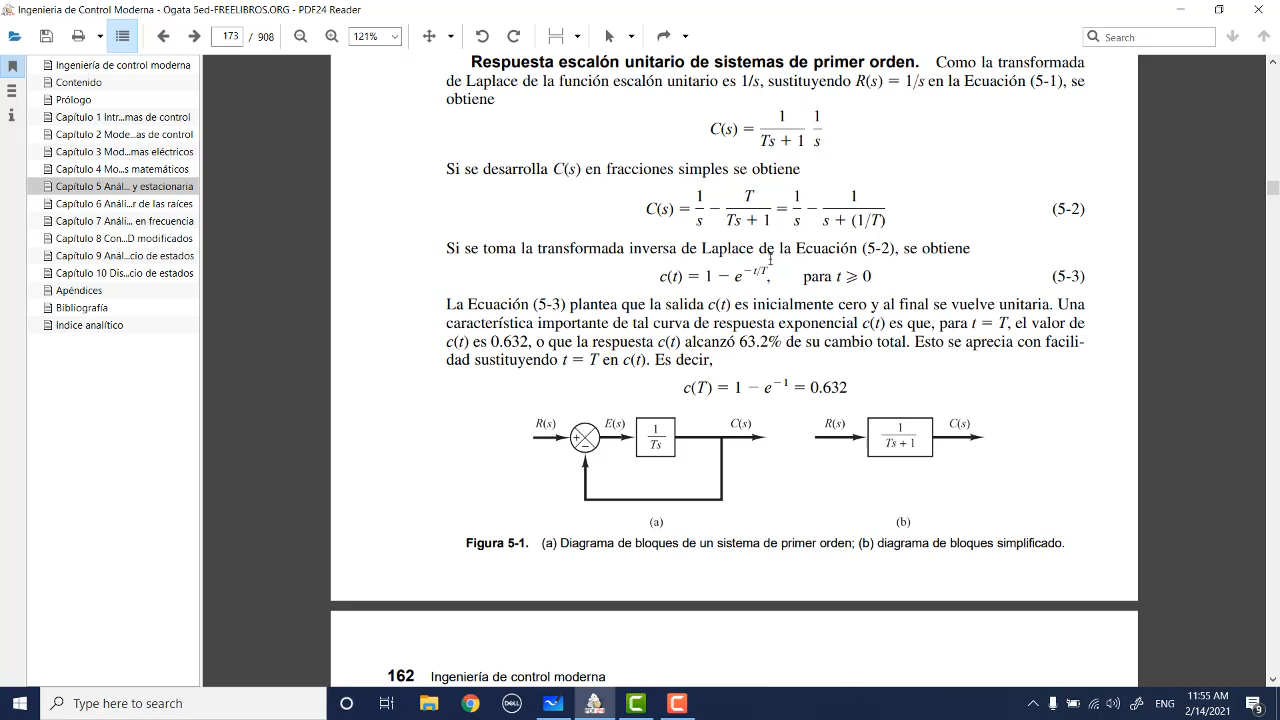 Ingeniería de Control Moderna - Ogata 5ed-FREELIBROS.ORG - PDF24 Reader
173 / 908
121%
Search
Ingeniería de control moderna
Contenido
Prólogo
Capítulo 1 Int...mas de control
Capítulo 2 Mode...as de control
Capítulo 3 M...mas eléctricos
Capítulo 4 Mo...s matemáticos
Capítulo 5 Anál... y estacionaria
Capítulo 6 Anál...r de las raíces
Capítulo 7 Análi... en frecuencia
Capítulo 8 Con...D modificados
Capítulo 9 Anál...cio de estados
Capítulo 10 Dis...cio de estados
Apéndices
Bibliografía
Indice analítico
Respuesta escalón unitario de sistemas de primer orden. Como la transformada
de Laplace de la función escalón unitario es 1/s, sustituyendo R(s) = 1/s en la Ecuación (5-1), se
obtiene
C(s) = 1/(Ts + 1) 1/s
Si se desarrolla C(s) en fracciones simples se obtiene
C(s) = 1/s − T/(Ts + 1) = 1/s − 1/(s + (1/T)) (5-2)
Si se toma la transformada inversa de Laplace de la Ecuación (5-2), se obtiene
c(t) = 1 − e^(−t/T), para t ⩾ 0 (5-3)
La Ecuación (5-3) plantea que la salida c(t) es inicialmente cero y al final se vuelve unitaria. Una
característica importante de tal curva de respuesta exponencial c(t) es que, para t = T, el valor de
c(t) es 0.632, o que la respuesta c(t) alcanzó 63.2% de su cambio total. Esto se aprecia con facili-
dad sustituyendo t = T en c(t). Es decir,
c(T) = 1 − e^(−1) = 0.632
R(s) + − E(s) 1/Ts C(s)
R(s) 1/(Ts + 1) C(s)
(a) (b)
Figura 5-1. (a) Diagrama de bloques de un sistema de primer orden; (b) diagrama de bloques simplificado.
162 Ingeniería de control moderna
Type here to search
DELL
ENG
11:55 AM
2/14/2021
9